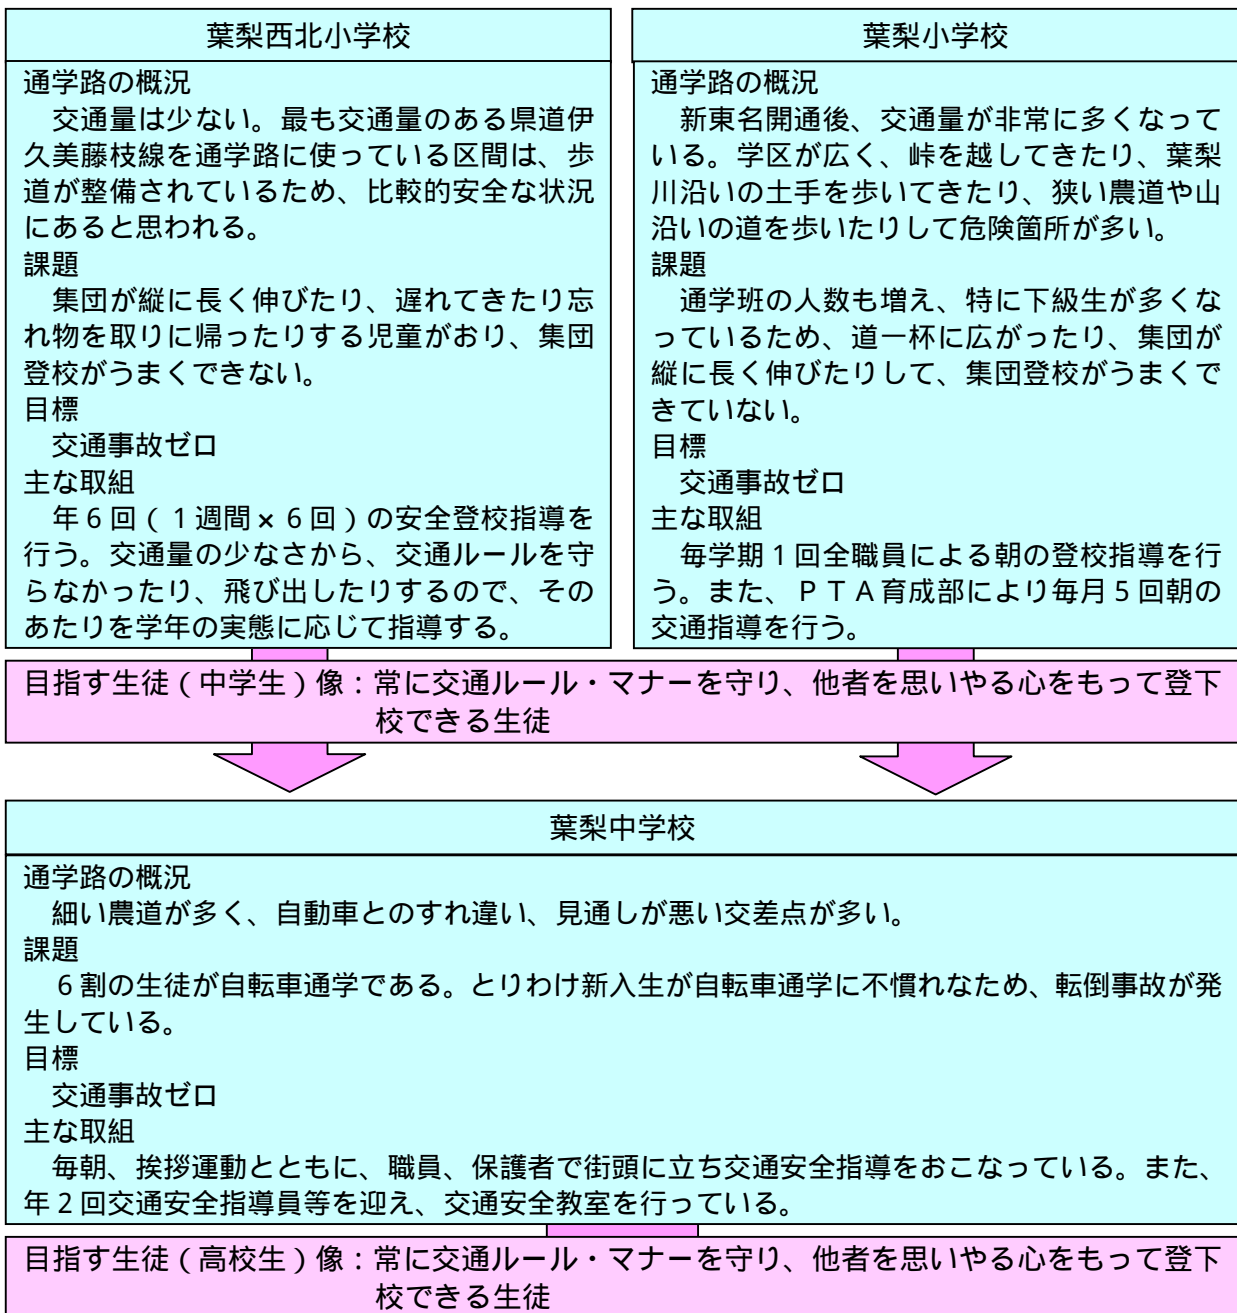 葉梨西北小学校
通学路の概況
交通量は少ない。最も交通量のある県道伊
久美藤枝線を通学路に使っている区間は、歩
道が整備されているため、比較的安全な状況
にあると思われる。
課題
集団が縦に長く伸びたり、遅れてきたり忘
れ物を取りに帰ったりする児童がおり、集団
登校がうまくできない。
目標
交通事故ゼロ
主な取組
年６回（１週間×６回）の安全登校指導を
行う。交通量の少なさから、交通ルールを守
らなかったり、飛び出したりするので、その
あたりを学年の実態に応じて指導する。
葉梨小学校
通学路の概況
新東名開通後、交通量が非常に多くなって
いる。学区が広く、峠を越してきたり、葉梨
川沿いの土手を歩いてきたり、狭い農道や山
沿いの道を歩いたりして危険箇所が多い。
課題
通学班の人数も増え、特に下級生が多くな
っているため、道一杯に広がったり、集団が
縦に長く伸びたりして、集団登校がうまくで
きていない。
目標
交通事故ゼロ
主な取組
毎学期１回全職員による朝の登校指導を行
う。また、ＰＴＡ育成部により毎月５回朝の
交通指導を行う。
目指す生徒（中学生）像：常に交通ルール・マナーを守り、他者を思いやる心をもって登下
校できる生徒
葉梨中学校
通学路の概況
細い農道が多く、自動車とのすれ違い、見通しが悪い交差点が多い。
課題
６割の生徒が自転車通学である。とりわけ新入生が自転車通学に不慣れなため、転倒事故が発
生している。
目標
交通事故ゼロ
主な取組
毎朝、挨拶運動とともに、職員、保護者で街頭に立ち交通安全指導をおこなっている。また、
年２回交通安全指導員等を迎え、交通安全教室を行っている。
目指す生徒（高校生）像：常に交通ルール・マナーを守り、他者を思いやる心をもって登下
校できる生徒